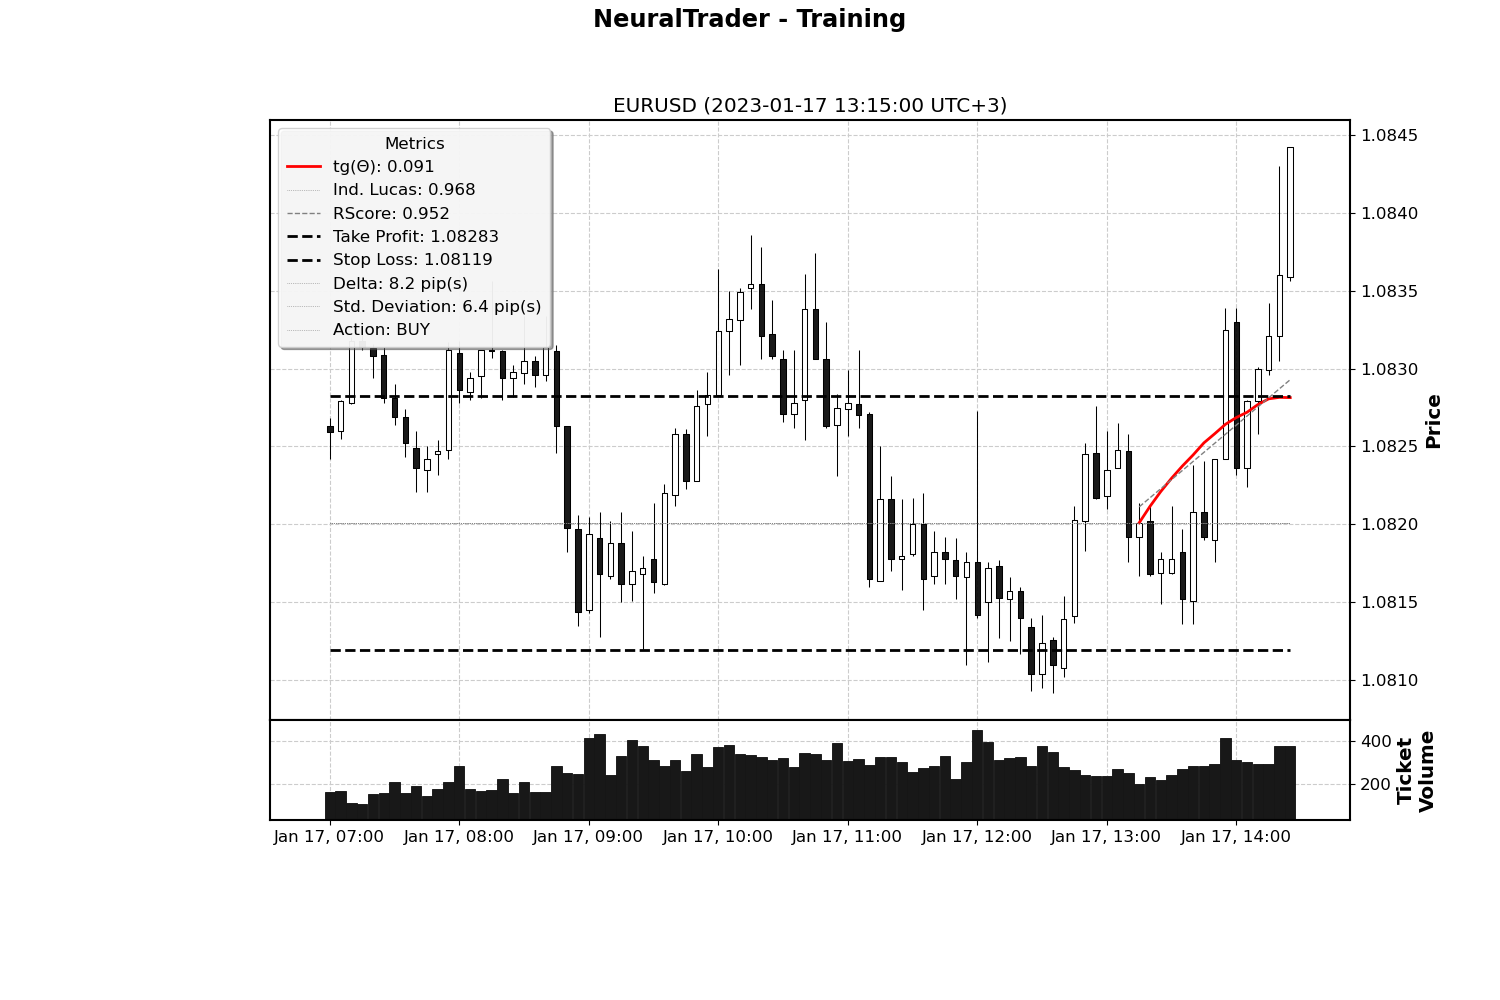 NeuralTrader - Training
EURUSD (2023-01-17 13:15:00 UTC+3)
Metrics
tg(Θ): 0.091
Ind. Lucas: 0.968
RScore: 0.952
Take Profit: 1.08283
Stop Loss: 1.08119
Delta: 8.2 pip(s)
Std. Deviation: 6.4 pip(s)
Action: BUY
1.0845
1.0840
1.0835
1.0830
1.0825
1.0820
1.0815
1.0810
Price
400
200
Ticket
Volume
Jan 17, 07:00 Jan 17, 08:00 Jan 17, 09:00 Jan 17, 10:00 Jan 17, 11:00 Jan 17, 12:00 Jan 17, 13:00 Jan 17, 14:00